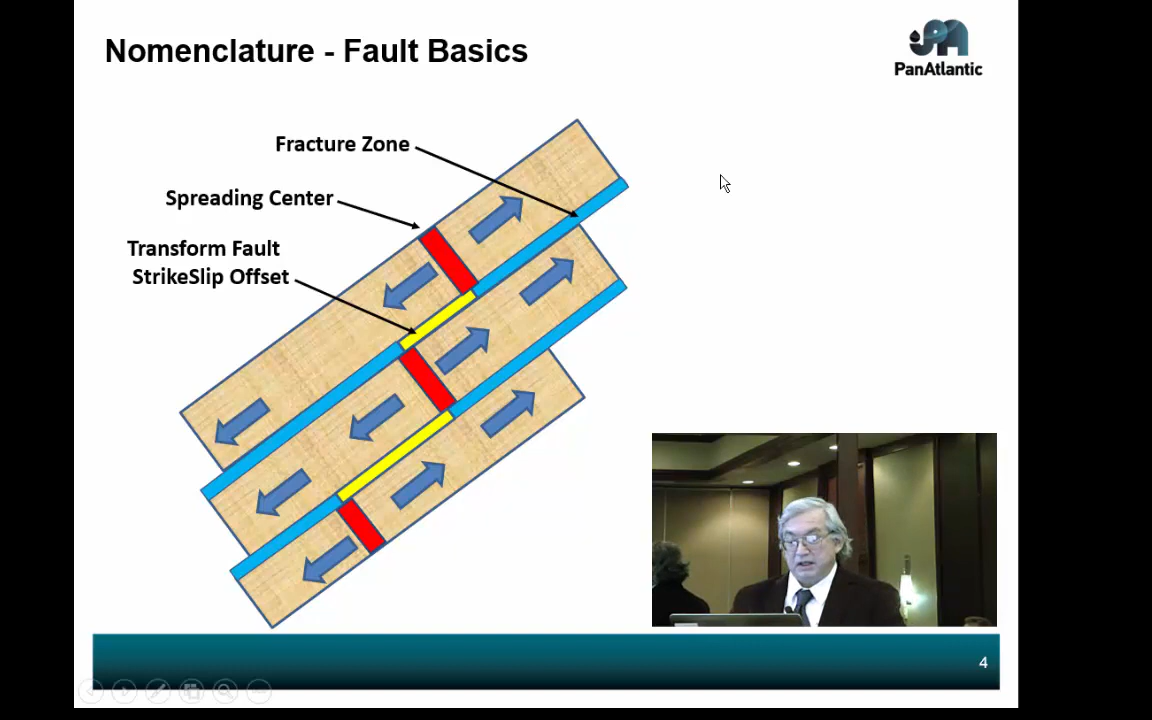 Nomenclature - Fault Basics
PanAtlantic
Fracture Zone
Spreading Center
Transform Fault
StrikeSlip Offset
4